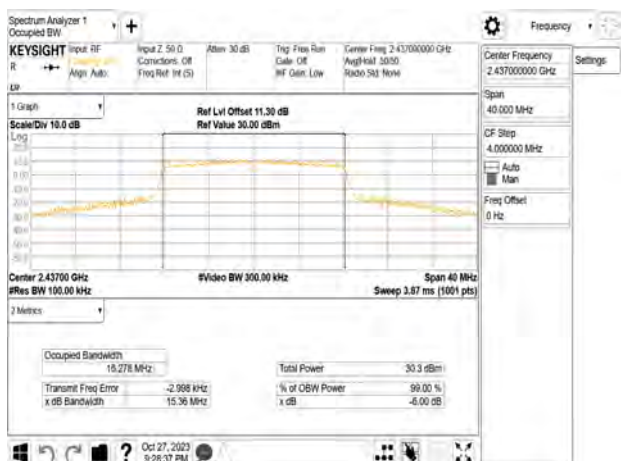 Spectrum Analyzer 1
Occupied BW
+
Frequency
KEYSIGHT Input: RF
R
Align: Auto
Input Z: 50 Ω
Corrections: Off
Freq Ref: Int (S)
Atten: 30 dB
Trig: Free Run
Gate: Off
#IF Gain: Low
Center Freq: 2.437000000 GHz
Avg|Hold: 50/50
Radio Std: None
Center Frequency
2.437000000 GHz
Settings
Span
40.000 MHz
CF Step
4.000000 MHz
Auto
Man
Freq Offset
0 Hz
1 Graph
Scale/Div 10.0 dB
Ref Lvl Offset 11.30 dB
Ref Value 30.00 dBm
Log
Center 2.43700 GHz
#Res BW 100.00 kHz
#Video BW 300.00 kHz
Span 40 MHz
Sweep 3.87 ms (1001 pts)
2 Metrics
Occupied Bandwidth
16.278 MHz
Total Power 30.3 dBm
Transmit Freq Error -2.998 kHz
% of OBW Power 99.00 %
x dB Bandwidth 15.36 MHz
x dB -6.00 dB
?
Oct 27, 2023
9:28:37 PM